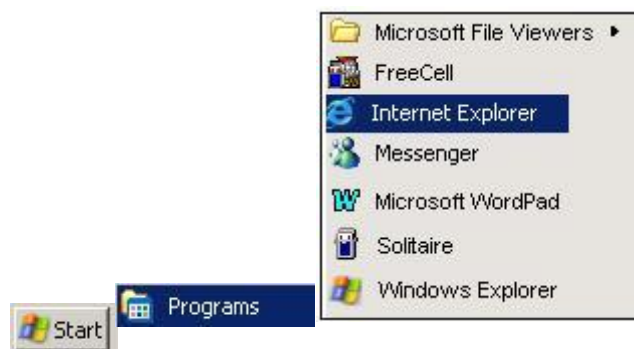 Microsoft File Viewers
FreeCell
Internet Explorer
Messenger
Microsoft WordPad
Solitaire
Windows Explorer
Programs
Start